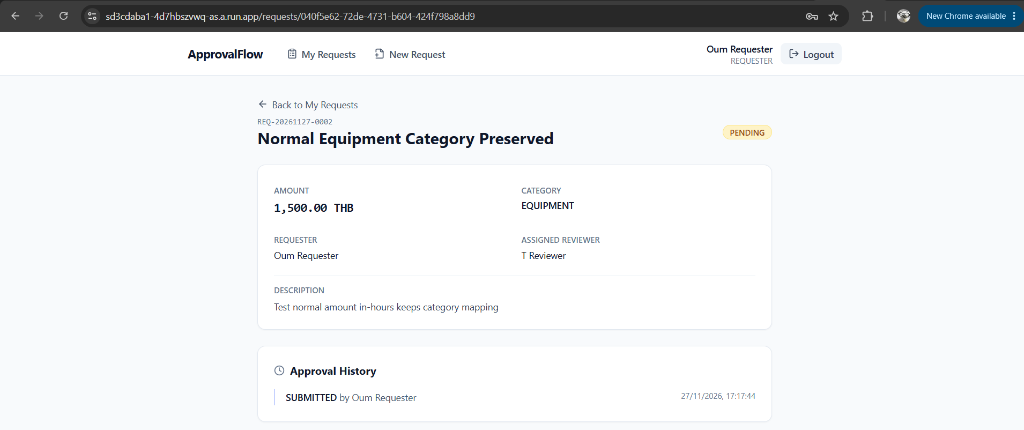 sd3cdaba1-4d7hbszvwq-as.a.run.app/requests/040f5e62-72de-4731-b604-424f798a8dd9
New Chrome available
ApprovalFlow
My Requests
New Request
Oum Requester
REQUESTER
Logout
Back to My Requests
REQ-20261127-0002
Normal Equipment Category Preserved
PENDING
AMOUNT
1,500.00 THB
CATEGORY
EQUIPMENT
REQUESTER
Oum Requester
ASSIGNED REVIEWER
T Reviewer
DESCRIPTION
Test normal amount in-hours keeps category mapping
Approval History
SUBMITTED by Oum Requester
27/11/2026, 17:17:44